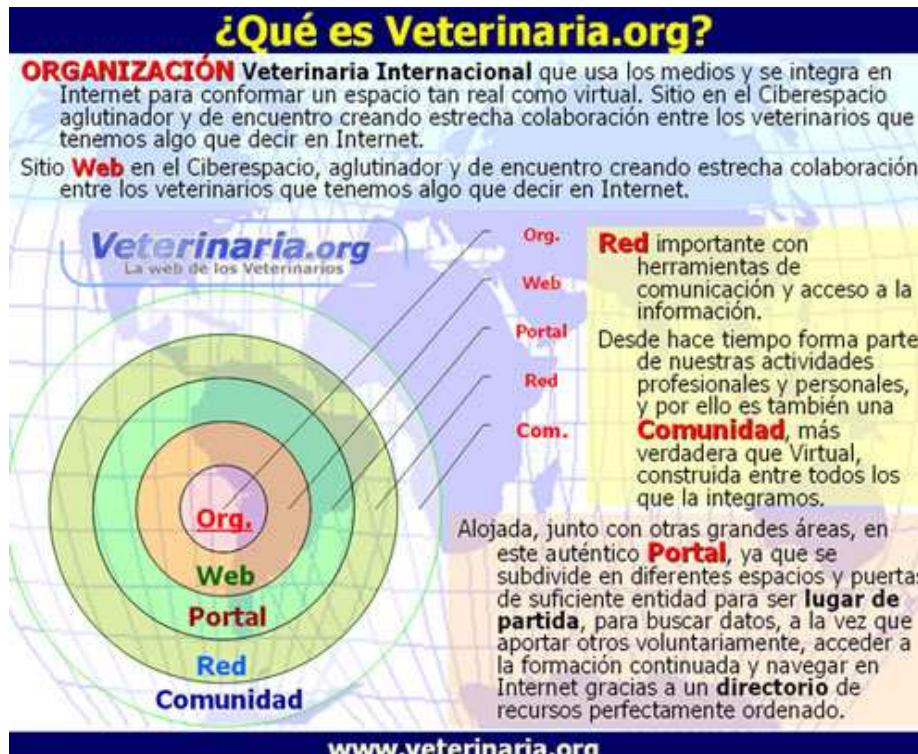 ¿Qué es Veterinaria.org?
ORGANIZACIÓN Veterinaria Internacional que usa los medios y se integra en
Internet para conformar un espacio tan real como virtual. Sitio en el Ciberespacio
aglutinador y de encuentro creando estrecha colaboración entre los veterinarios que
tenemos algo que decir en Internet.
Sitio Web en el Ciberespacio, aglutinador y de encuentro creando estrecha colaboración
entre los veterinarios que tenemos algo que decir en Internet.
Veterinaria.org
La web de los Veterinarios
Org.
Web
Portal
Red
Com.
Org.
Web
Portal
Red
Comunidad
Red importante con
herramientas de
comunicación y acceso a la
información.
Desde hace tiempo forma parte
de nuestras actividades
profesionales y personales,
y por ello es también una
Comunidad, más
verdadera que Virtual,
construida entre todos los
que la integramos.
Alojada, junto con otras grandes áreas, en
este auténtico Portal, ya que se
subdivide en diferentes espacios y puertas
de suficiente entidad para ser lugar de
partida, para buscar datos, a la vez que
aportar otros voluntariamente, acceder a
la formación continuada y navegar en
Internet gracias a un directorio de
recursos perfectamente ordenado.
www.veterinaria.org